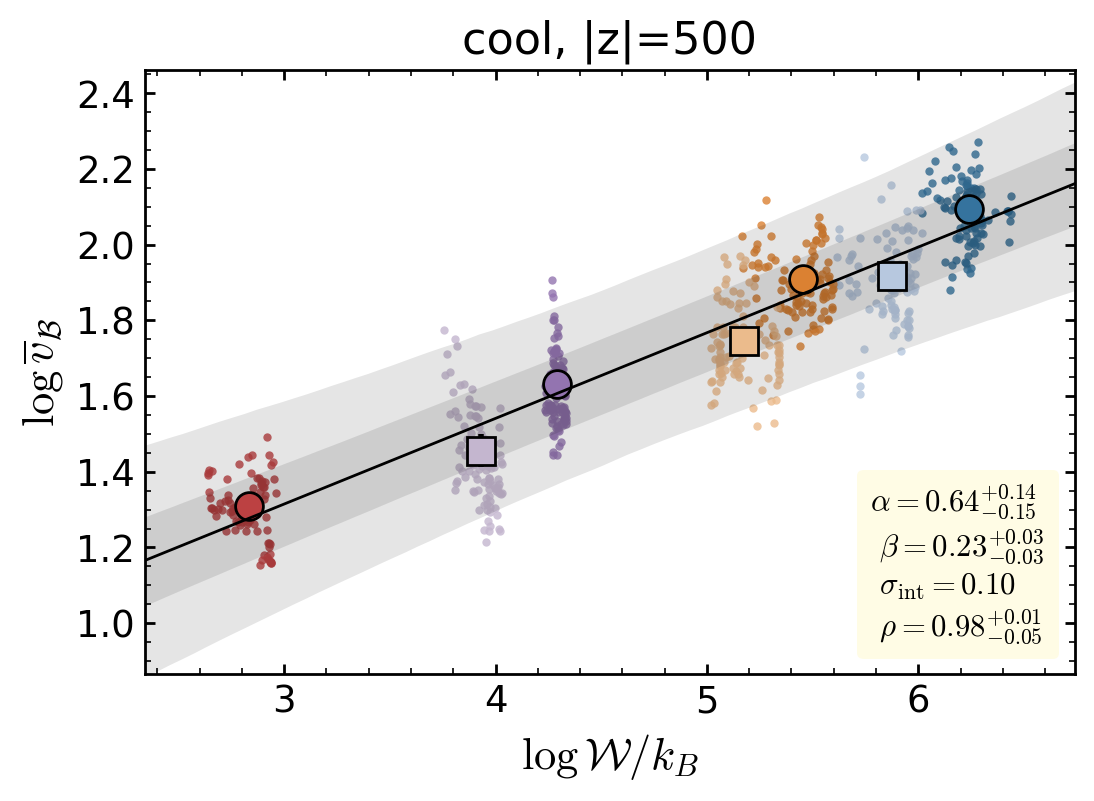 cool, |z|=500
2.4
2.2
2.0
1.8
1.6
1.4
1.2
1.0
log v̅_ℬ
α = 0.64^{+0.14}_{−0.15}
β = 0.23^{+0.03}_{−0.03}
σ_int = 0.10
ρ = 0.98^{+0.01}_{−0.05}
3 4 5 6
log 𝒲/k_B